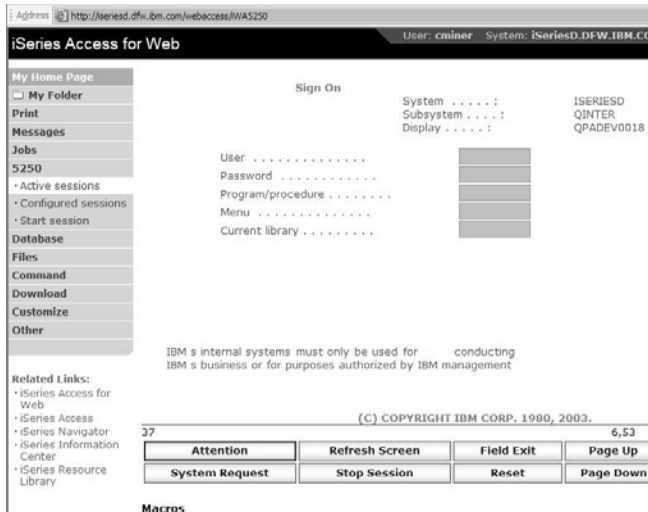 Address http://iseriesd.dfw.ibm.com/webaccess/iWA5250
iSeries Access for Web
User: cminer System: iSeriesD.DFW.IBM.CO
My Home Page
My Folder
Print
Messages
Jobs
5250
• Active sessions
• Configured sessions
• Start session
Database
Files
Command
Download
Customize
Other
Related Links:
• iSeries Access for
Web
• iSeries Access
• iSeries Navigator
• iSeries Information
Center
• iSeries Resource
Library
Sign On
System . . . . . : ISERIESD
Subsystem . . . . : QINTER
Display . . . . . : QPADEV0018
User . . . . . . . . . . . . . .
Password . . . . . . . . . . . .
Program/procedure . . . . . . . .
Menu . . . . . . . . . . . . . .
Current library . . . . . . . . .
IBM s internal systems must only be used for conducting
IBM s business or for purposes authorized by IBM management
(C) COPYRIGHT IBM CORP. 1980, 2003.
37 6,53
Attention Refresh Screen Field Exit Page Up
System Request Stop Session Reset Page Down
Macros